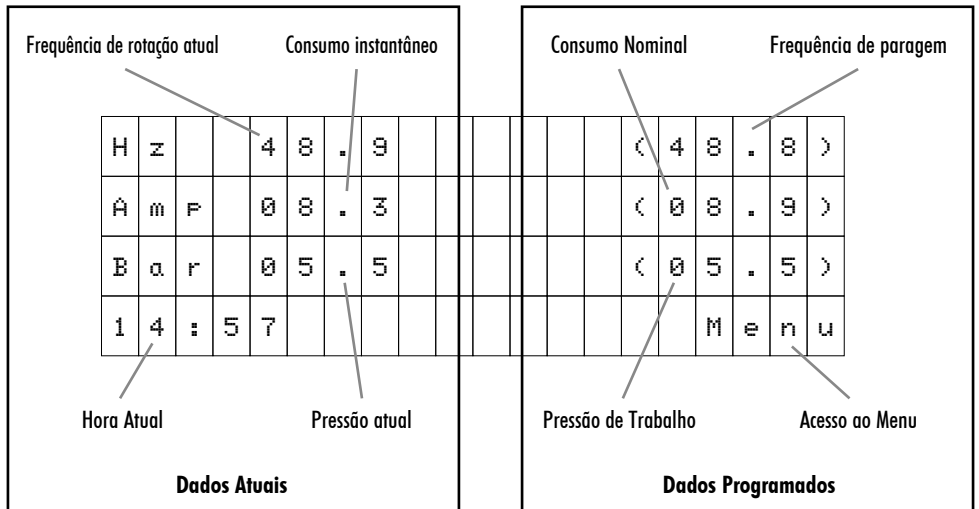 Frequência de rotação atual Consumo instantâneo Consumo Nominal Frequência de paragem
Hz 48.9 (48.8)
Amp 08.3 (08.9)
Bar 05.5 (05.5)
14:57 Menu
Hora Atual Pressão atual Pressão de Trabalho Acesso ao Menu
Dados Atuais Dados Programados